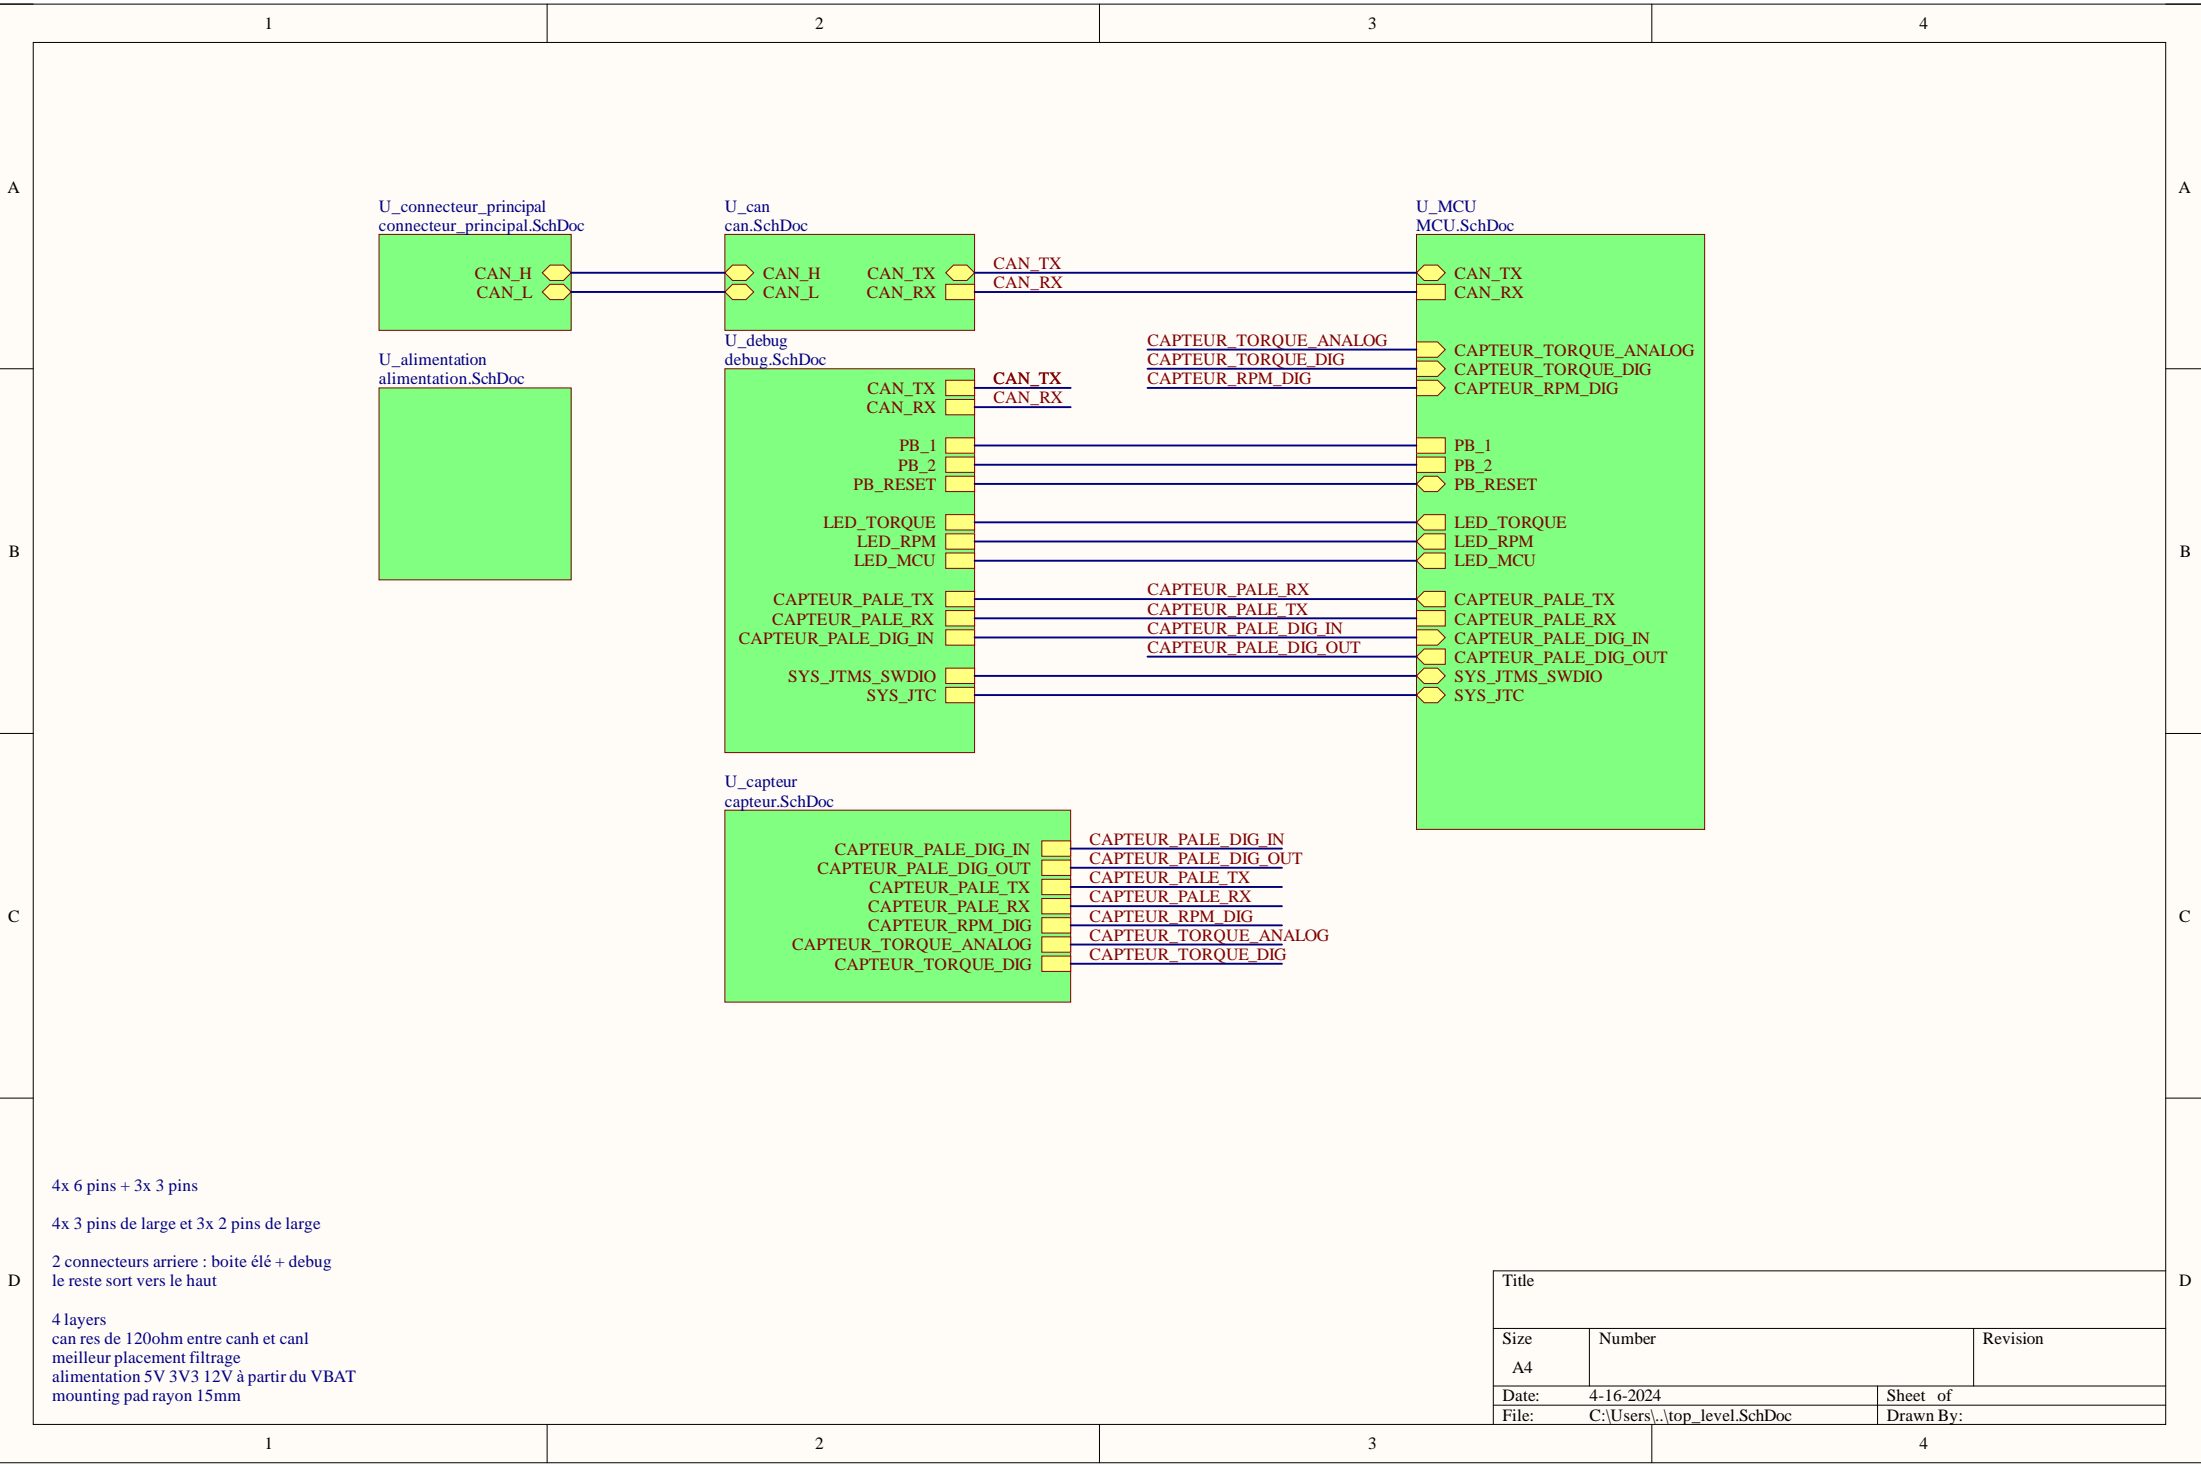 1 2 3 4
A A
U_connecteur_principal
connecteur_principal.SchDoc
CAN_H
CAN_L
U_can
can.SchDoc
CAN_H CAN_TX
CAN_L CAN_RX
CAN_TX
CAN_RX
U_MCU
MCU.SchDoc
CAN_TX
CAN_RX
CAPTEUR_TORQUE_ANALOG
CAPTEUR_TORQUE_DIG
CAPTEUR_RPM_DIG
CAPTEUR_TORQUE_ANALOG
CAPTEUR_TORQUE_DIG
CAPTEUR_RPM_DIG
PB_1
PB_2
PB_RESET
LED_TORQUE
LED_RPM
LED_MCU
CAPTEUR_PALE_TX
CAPTEUR_PALE_RX
CAPTEUR_PALE_DIG_IN
CAPTEUR_PALE_DIG_OUT
SYS_JTMS_SWDIO
SYS_JTC
U_alimentation
alimentation.SchDoc
U_debug
debug.SchDoc
CAN_TX
CAN_RX
PB_1
PB_2
PB_RESET
LED_TORQUE
LED_RPM
LED_MCU
CAPTEUR_PALE_TX
CAPTEUR_PALE_RX
CAPTEUR_PALE_DIG_IN
SYS_JTMS_SWDIO
SYS_JTC
CAN_TX
CAN_RX
CAPTEUR_PALE_RX
CAPTEUR_PALE_TX
CAPTEUR_PALE_DIG_IN
CAPTEUR_PALE_DIG_OUT
B B
U_capteur
capteur.SchDoc
CAPTEUR_PALE_DIG_IN
CAPTEUR_PALE_DIG_OUT
CAPTEUR_PALE_TX
CAPTEUR_PALE_RX
CAPTEUR_RPM_DIG
CAPTEUR_TORQUE_ANALOG
CAPTEUR_TORQUE_DIG
CAPTEUR_PALE_DIG_IN
CAPTEUR_PALE_DIG_OUT
CAPTEUR_PALE_TX
CAPTEUR_PALE_RX
CAPTEUR_RPM_DIG
CAPTEUR_TORQUE_ANALOG
CAPTEUR_TORQUE_DIG
C C
4x 6 pins + 3x 3 pins
4x 3 pins de large et 3x 2 pins de large
2 connecteurs arriere : boite élé + debug
le reste sort vers le haut
4 layers
can res de 120ohm entre canh et canl
meilleur placement filtrage
alimentation 5V 3V3 12V à partir du VBAT
mounting pad rayon 15mm
D D
Title
Size Number Revision
A4
Date: 4-16-2024 Sheet of
File: C:\Users\..\top_level.SchDoc Drawn By:
1 2 3 4